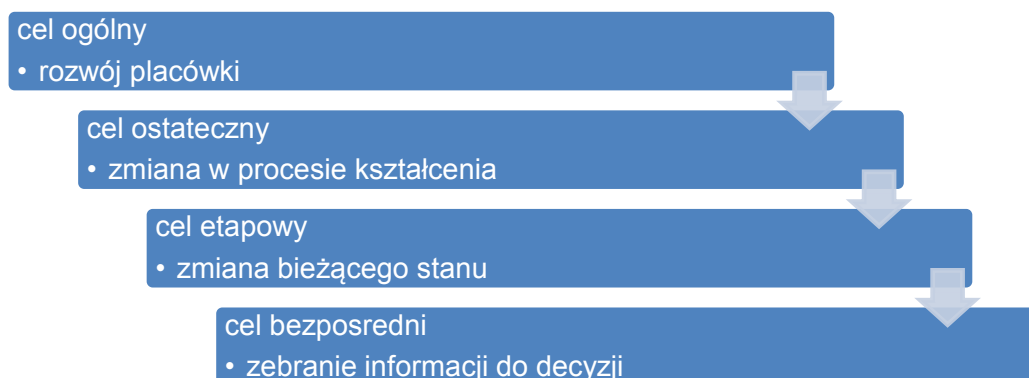 cel ogólny
• rozwój placówki
cel ostateczny
• zmiana w procesie kształcenia
cel etapowy
• zmiana bieżącego stanu
cel bezposredni
• zebranie informacji do decyzji